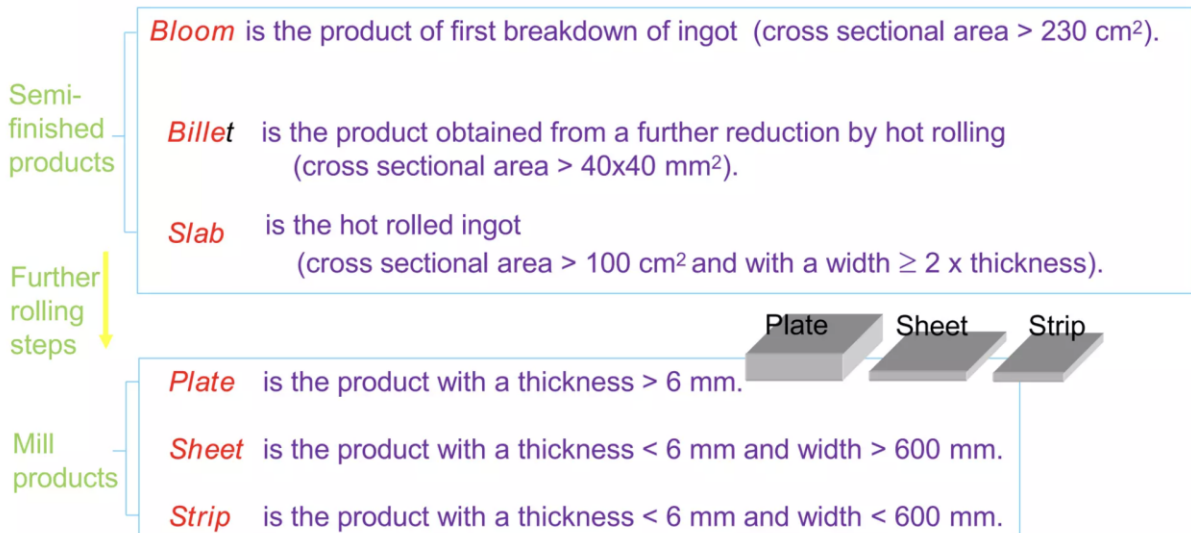 Bloom is the product of first breakdown of ingot (cross sectional area > 230 cm²).
Semi-
finished
products
Billet is the product obtained from a further reduction by hot rolling
(cross sectional area > 40x40 mm²).
Slab is the hot rolled ingot
(cross sectional area > 100 cm² and with a width ≥ 2 x thickness).
Further
rolling
steps
Plate Sheet Strip
Plate is the product with a thickness > 6 mm.
Mill
products
Sheet is the product with a thickness < 6 mm and width > 600 mm.
Strip is the product with a thickness < 6 mm and width < 600 mm.